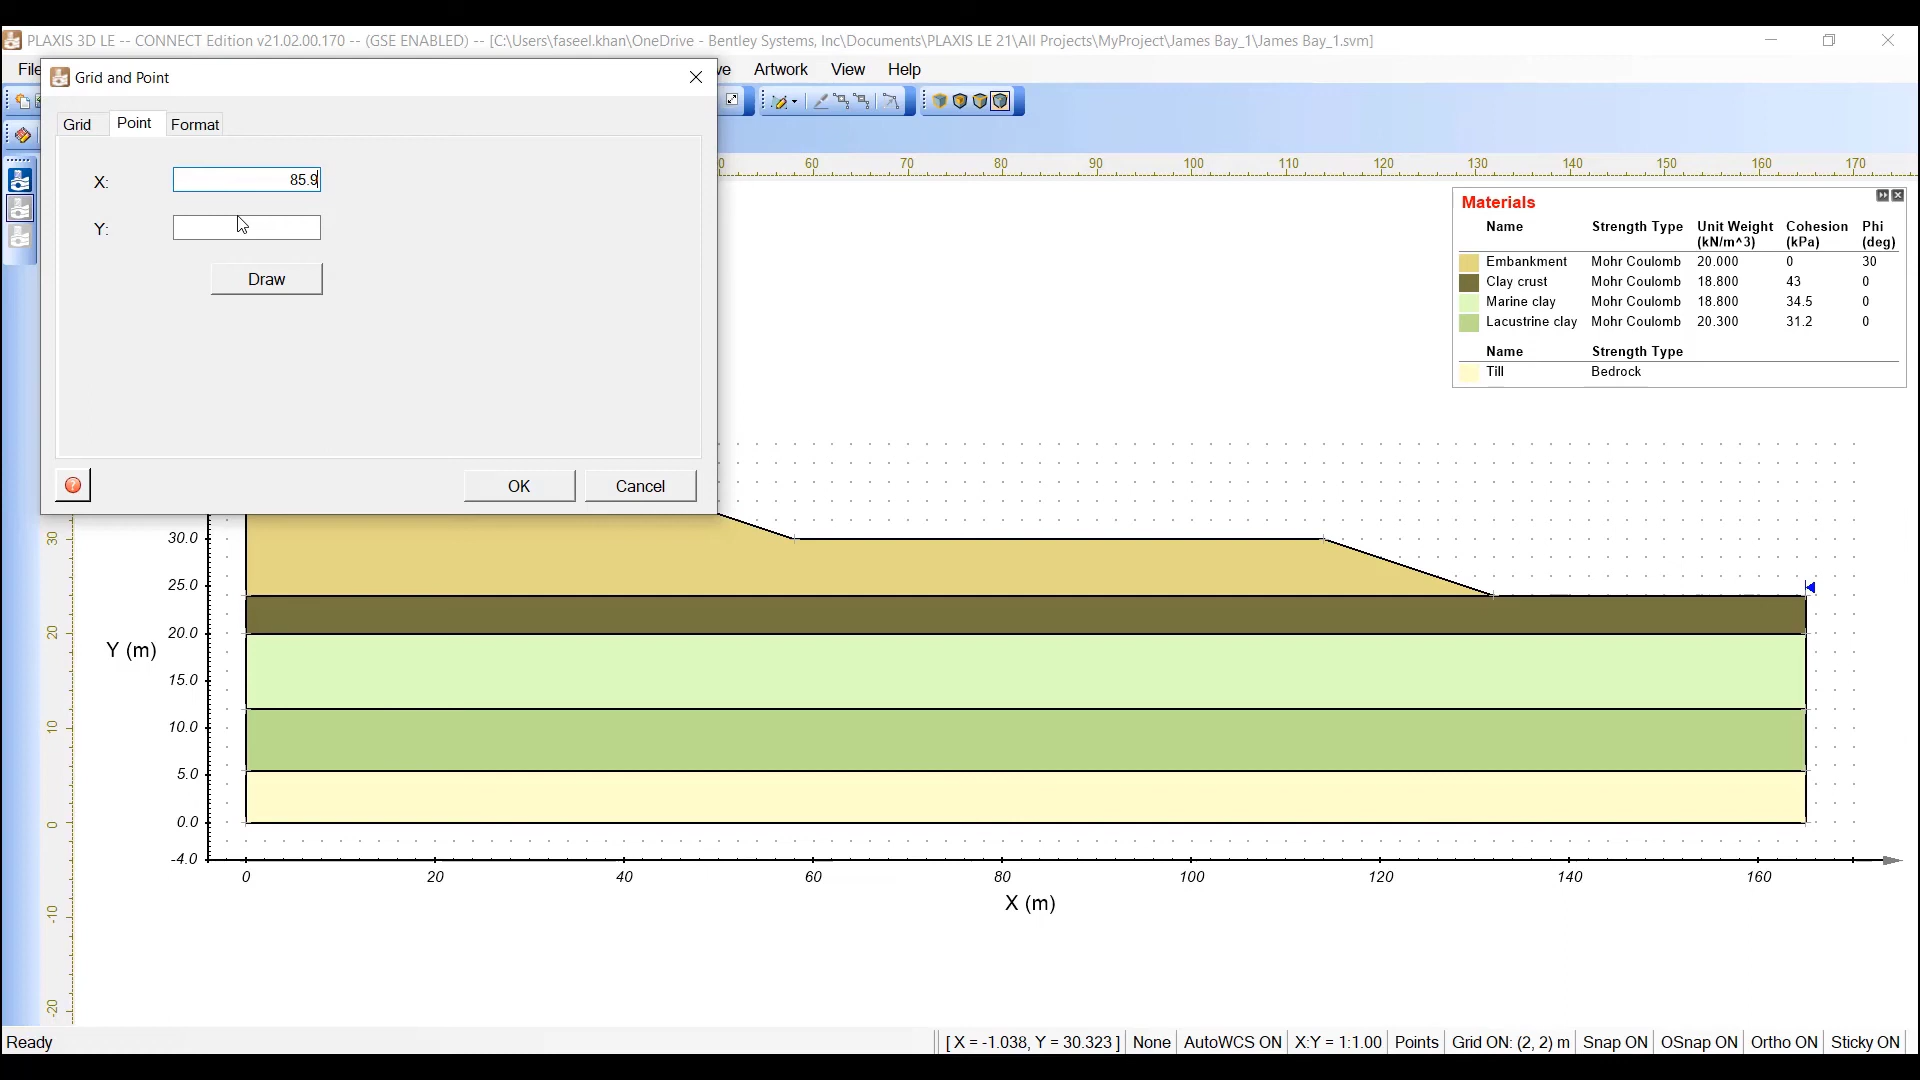 PLAXIS 3D LE -- CONNECT Edition v21.02.00.170 -- (GSE ENABLED) -- [C:\Users\faseel.khan\OneDrive - Bentley Systems, Inc\Documents\PLAXIS LE 21\All Projects\MyProject\James Bay_1\James Bay_1.svm]
File
ve Artwork View Help
Grid and Point
Grid Point Format
X: 85.9
Y:
Draw
? OK Cancel
0 60 70 80 90 100 110 120 130 140 150 160 170
Materials
Name Strength Type Unit Weight (kN/m^3) Cohesion (kPa) Phi (deg)
Embankment Mohr Coulomb 20.000 0 30
Clay crust Mohr Coulomb 18.800 43 0
Marine clay Mohr Coulomb 18.800 34.5 0
Lacustrine clay Mohr Coulomb 20.300 31.2 0
Name Strength Type
Till Bedrock
30
20
10
0
-10
-20
30.0
25.0
20.0
Y (m)
15.0
10.0
5.0
0.0
-4.0
0 20 40 60 80 100 120 140 160
X (m)
Ready [ X = -1.038, Y = 30.323 ] None AutoWCS ON X:Y = 1:1.00 Points Grid ON: (2, 2) m Snap ON OSnap ON Ortho ON Sticky ON